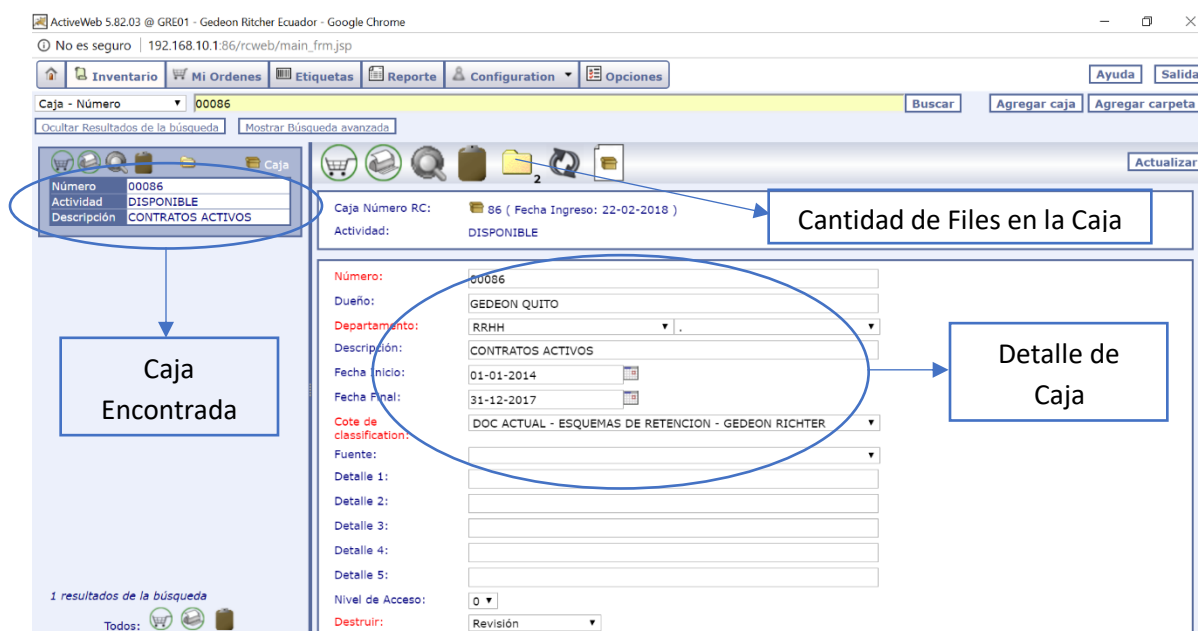 ActiveWeb 5.82.03 @ GRE01 - Gedeon Ritcher Ecuador - Google Chrome
No es seguro | 192.168.10.1:86/rcweb/main_frm.jsp
Inventario Mi Ordenes Etiquetas Reporte Configuration Opciones Ayuda Salida
Caja - Número 00086 Buscar Agregar caja Agregar carpeta
Ocultar Resultados de la búsqueda Mostrar Búsqueda avanzada
Caja
Número 00086
Actividad DISPONIBLE
Descripción CONTRATOS ACTIVOS
2
Actualizar
Caja Número RC: 86 ( Fecha Ingreso: 22-02-2018 )
Actividad: DISPONIBLE
Cantidad de Files en la Caja
Número: 00086
Dueño: GEDEON QUITO
Departamento: RRHH .
Descripción: CONTRATOS ACTIVOS
Fecha Inicio: 01-01-2014
Fecha Final: 31-12-2017
Cote de
classification: DOC ACTUAL - ESQUEMAS DE RETENCION - GEDEON RICHTER
Fuente:
Detalle 1:
Detalle 2:
Detalle 3:
Detalle 4:
Detalle 5:
Nivel de Acceso: 0
Destruir: Revisión
Caja
Encontrada
Detalle de
Caja
1 resultados de la búsqueda
Todos: